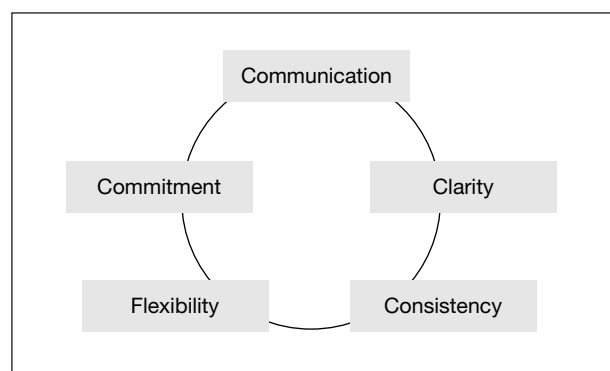 Communication
Commitment
Clarity
Flexibility
Consistency